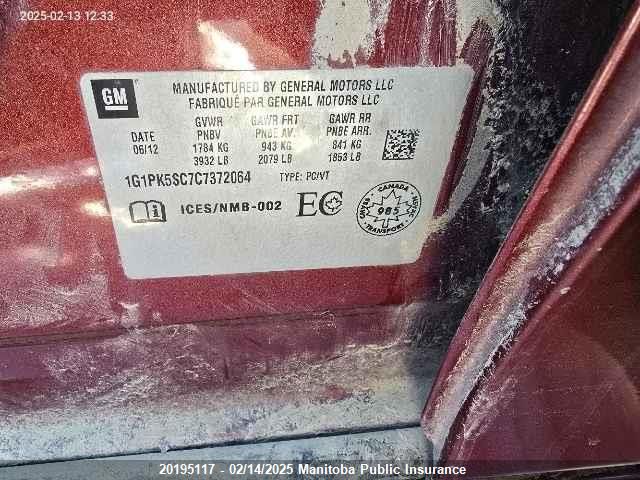 2025-02-13 12:33
GM
MANUFACTURED BY GENERAL MOTORS LLC
FABRIQUÉ PAR GENERAL MOTORS LLC
GVWR GAWR FRT GAWR RR
DATE PNBV PNBE AV. PNBE ARR.
06/12 1784 KG 943 KG 841 KG
3932 LB 2079 LB 1853 LB
1G1PK5SC7C7372064 TYPE: PC/VT
i ICES/NMB-002 EC
CANADA
985
TRANSPORT
20195117 - 02/14/2025 Manitoba Public Insurance